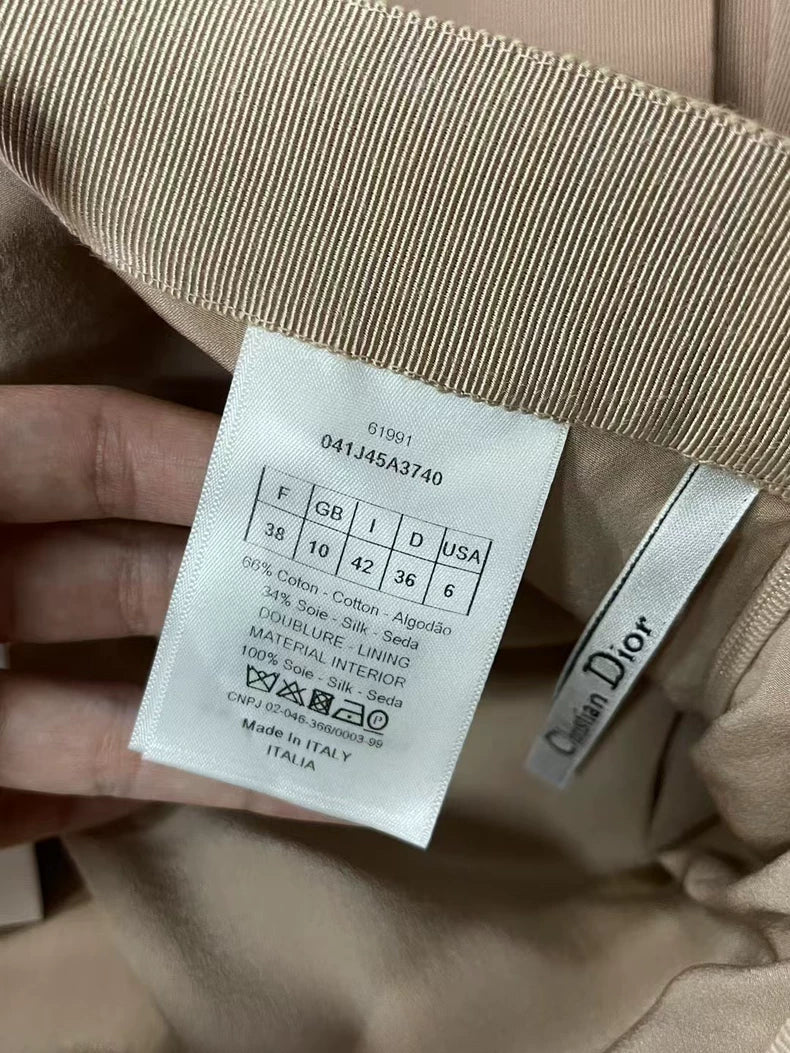 61991
041J45A3740
F GB I D USA
38 10 42 36 6
66% Coton - Cotton - Algodão
34% Soie - Silk - Seda
DOUBLURE - LINING
MATERIAL INTERIOR
100% Soie - Silk - Seda
P
CNPJ 02-046-366/0003-99
Made In ITALY
ITALIA
Christian Dior